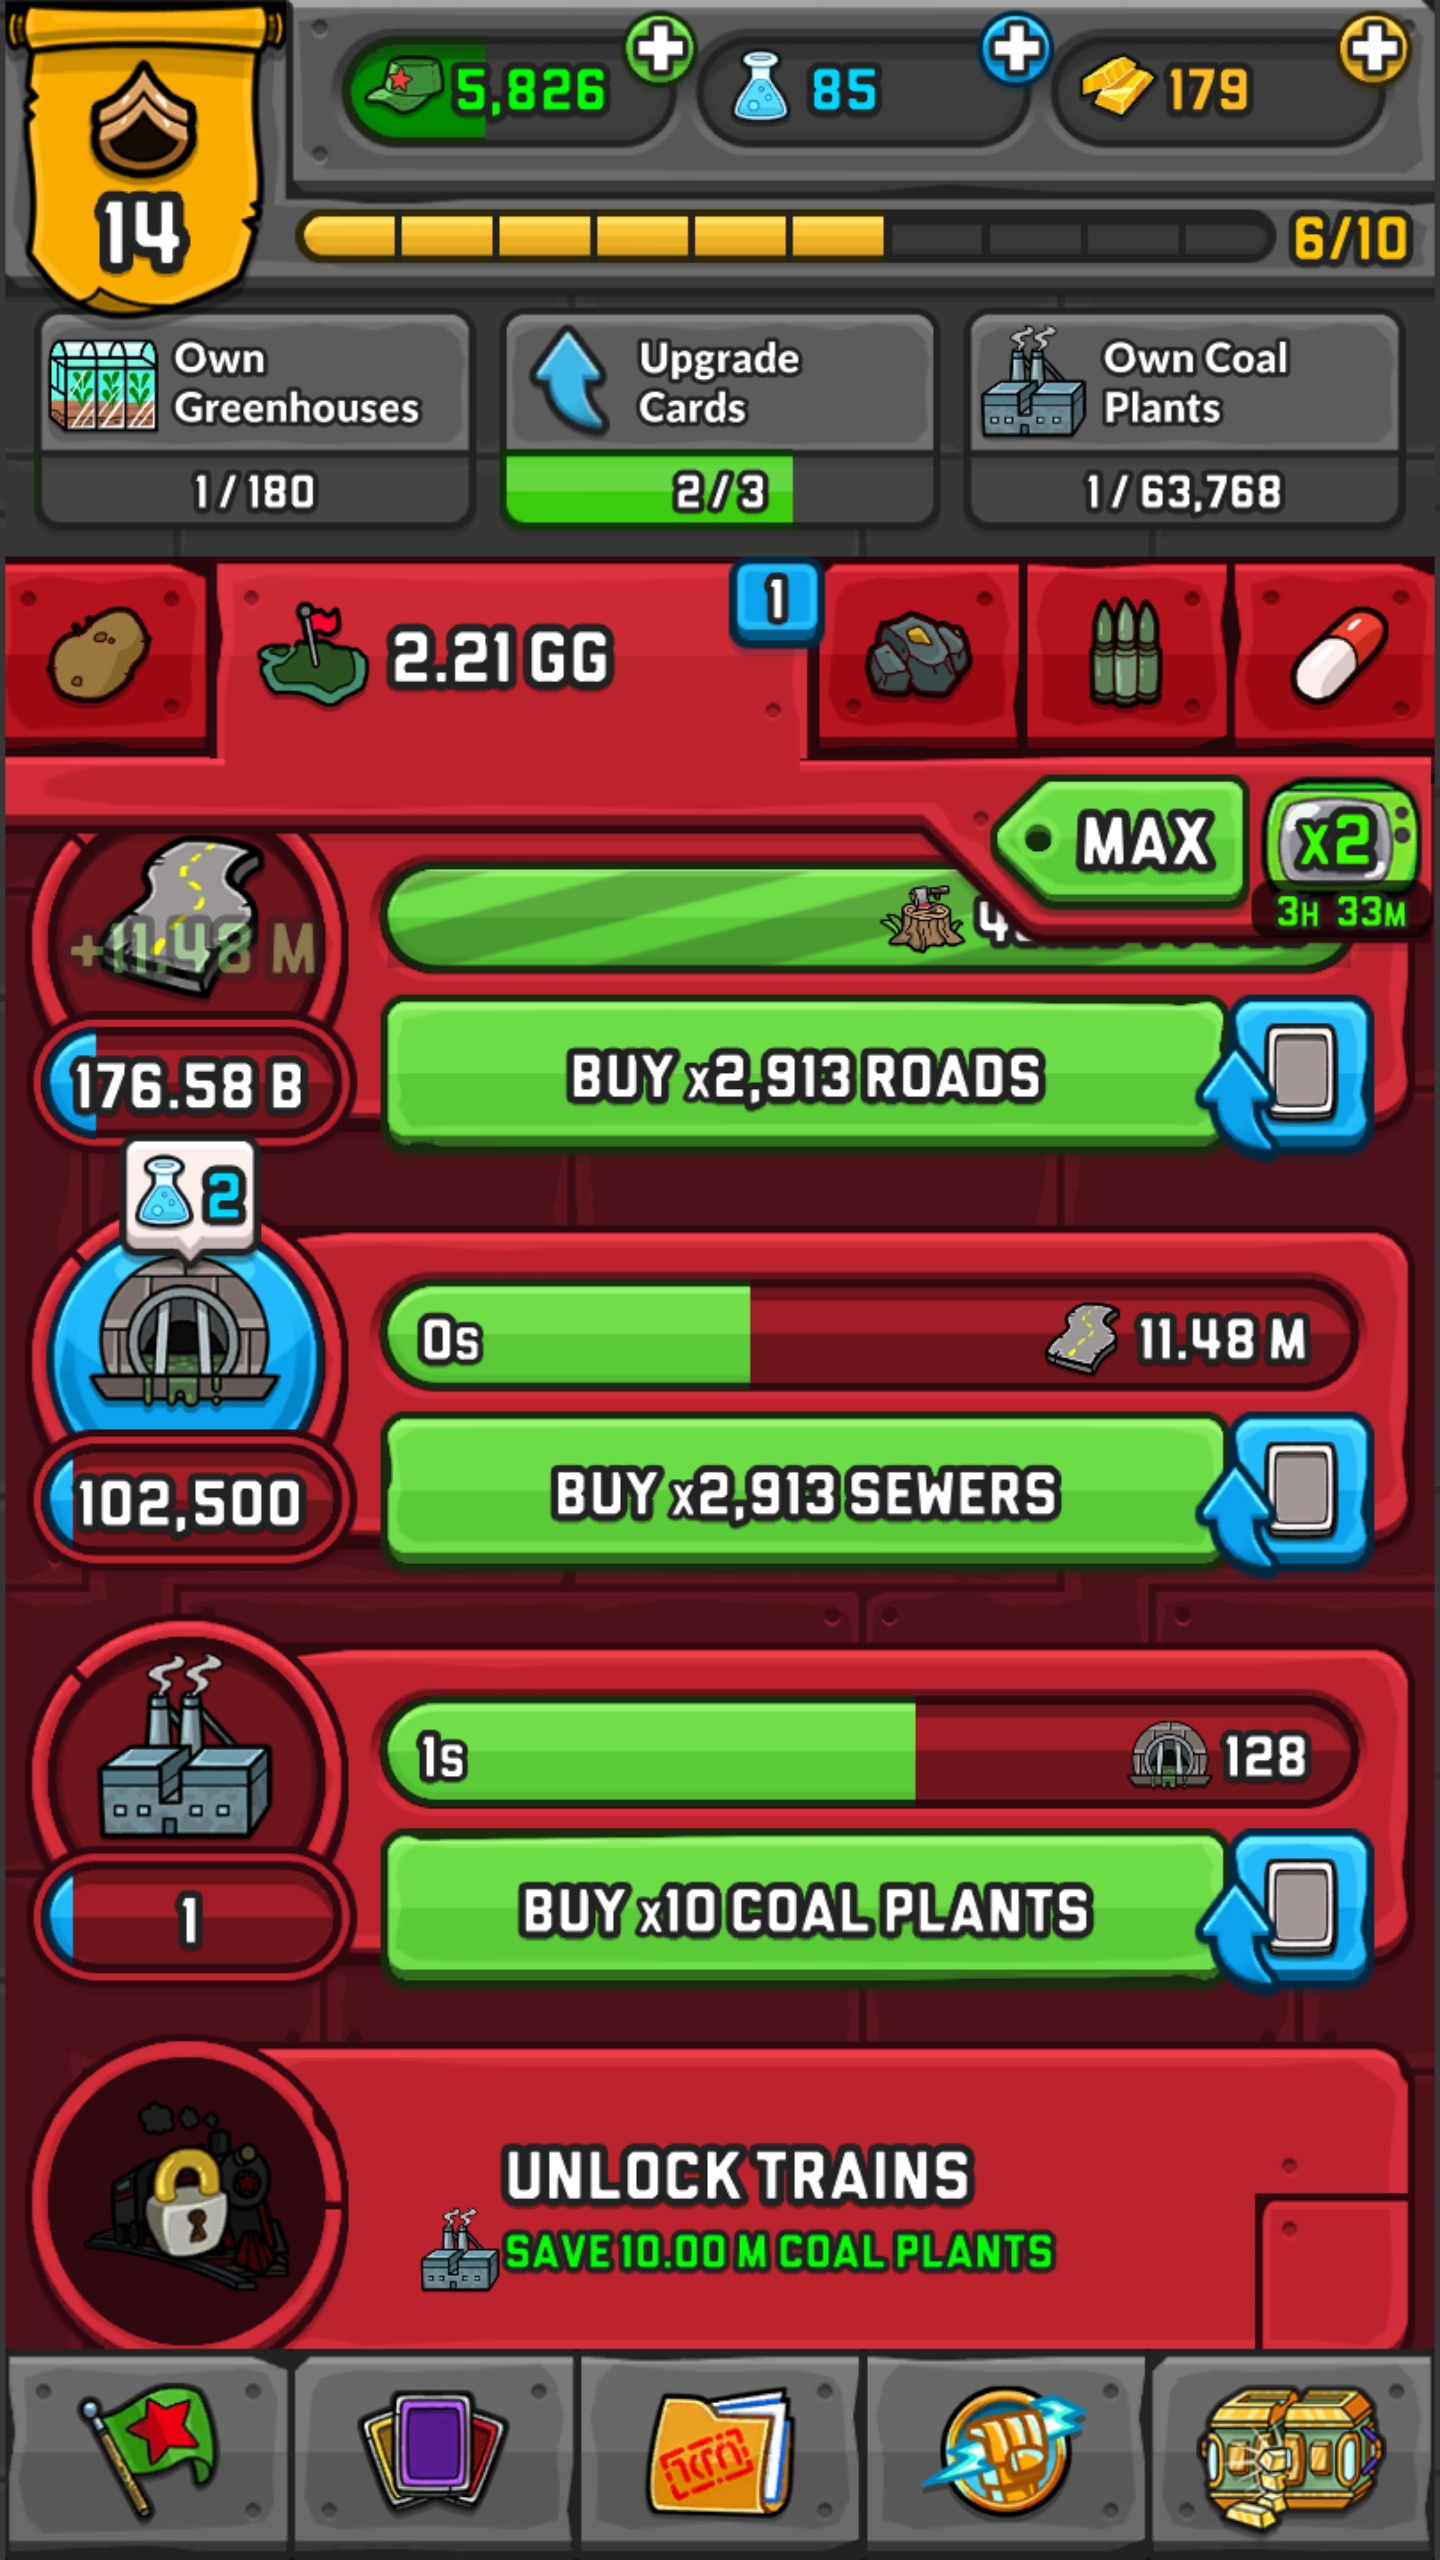 5,826
85
179
14
6/10
Own
Greenhouses
1/180
Upgrade
Cards
2/3
Own Coal
Plants
1/63,768
2.21 GG
1
MAX
x2
3H 33M
+11.48 M
176.58 B
BUY x2,913 ROADS
2
0s
11.48 M
102,500
BUY x2,913 SEWERS
1s
128
1
BUY x10 COAL PLANTS
UNLOCK TRAINS
SAVE 10.00 M COAL PLANTS